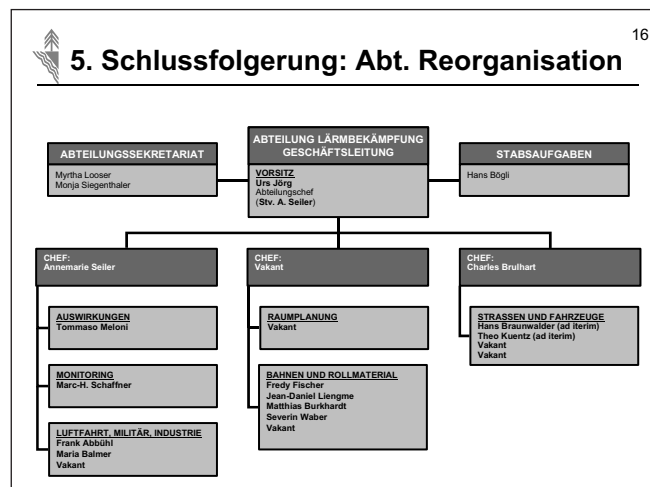 16
5. Schlussfolgerung: Abt. Reorganisation
ABTEILUNGSSEKRETARIAT
Myrtha Looser
Monja Siegenthaler
ABTEILUNG LÄRMBEKÄMPFUNG
GESCHÄFTSLEITUNG
VORSITZ
Urs Jörg
Abteilungschef
(Stv. A. Seiler)
STABSAUFGABEN
Hans Bögli
CHEF:
Annemarie Seiler
AUSWIRKUNGEN
Tommaso Meloni
MONITORING
Marc-H. Schaffner
LUFTFAHRT, MILITÄR, INDUSTRIE
Frank Abbühl
Maria Balmer
Vakant
CHEF:
Vakant
RAUMPLANUNG
Vakant
BAHNEN UND ROLLMATERIAL
Fredy Fischer
Jean-Daniel Liengme
Matthias Burkhardt
Severin Waber
Vakant
CHEF:
Charles Brulhart
STRASSEN UND FAHRZEUGE
Hans Braunwalder (ad iterim)
Theo Kuentz (ad iterim)
Vakant
Vakant